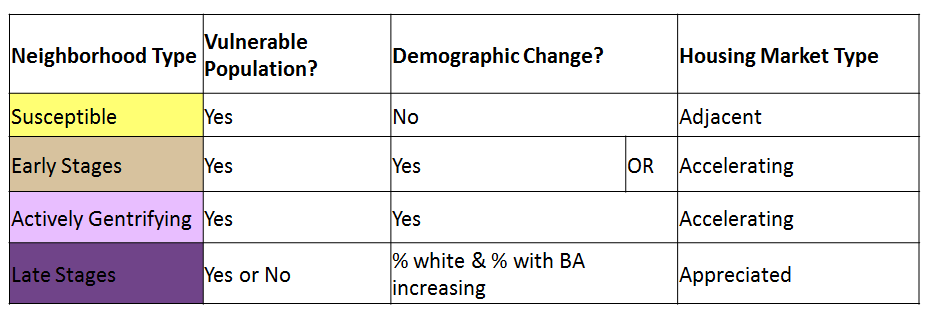 Neighborhood Type Vulnerable Population? Demographic Change? Housing Market Type
Susceptible Yes No Adjacent
Early Stages Yes Yes OR Accelerating
Actively Gentrifying Yes Yes Accelerating
Late Stages Yes or No % white & % with BA increasing Appreciated